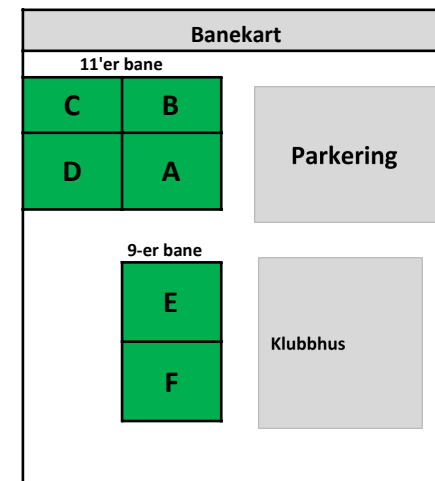 Banekart
11'er bane
C B
D A
Parkering
9-er bane
E
F
Klubbhus